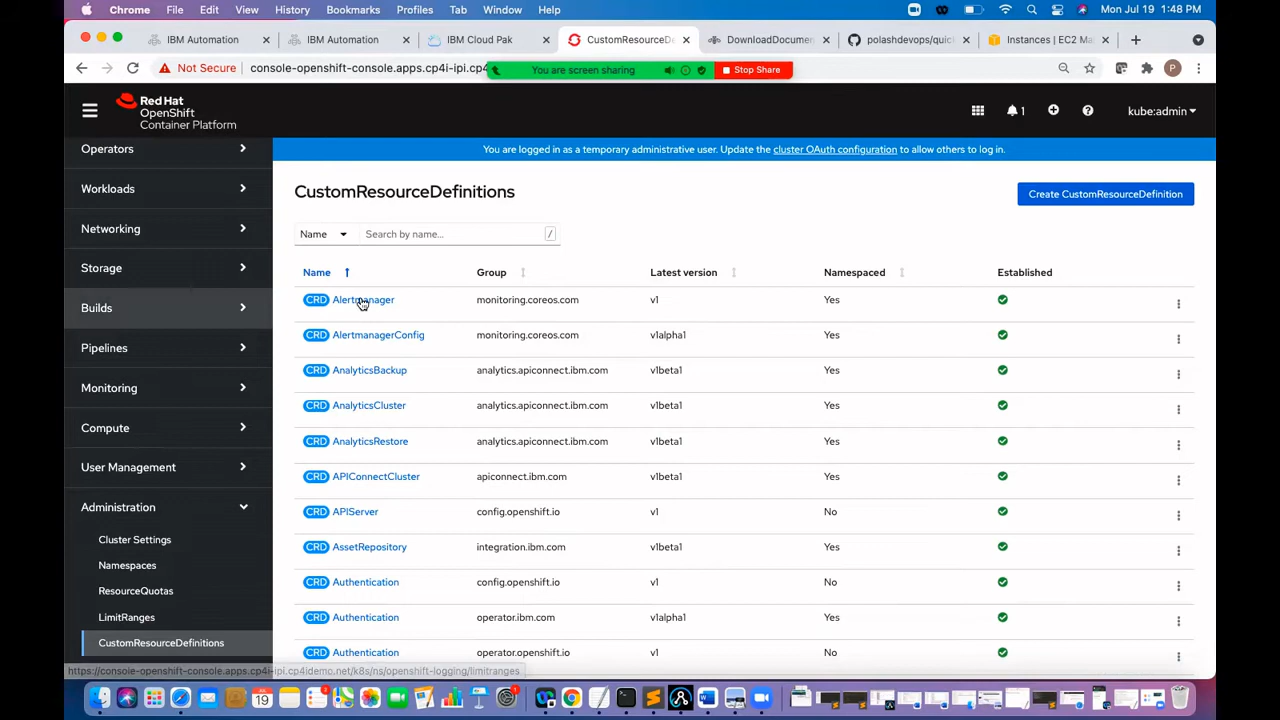 Chrome File Edit View History Bookmarks Profiles Tab Window Help Mon Jul 19 1:48 PM
IBM Automation IBM Automation IBM Cloud Pak CustomResourceD DownloadDocumen polashdevops/quic Instances | EC2 Ma
Not Secure console-openshift-console.apps.cp4i-ipi.cp4 You are screen sharing Stop Share P
Red Hat
OpenShift
Container Platform
1 kube:admin
You are logged in as a temporary administrative user. Update the cluster OAuth configuration to allow others to log in.
Operators
Workloads
Networking
Storage
Builds
Pipelines
Monitoring
Compute
User Management
Administration
Cluster Settings
Namespaces
ResourceQuotas
LimitRanges
CustomResourceDefinitions
CustomResourceDefinitions
Create CustomResourceDefinition
Name Search by name... /
Name Group Latest version Namespaced Established
CRD Alertmanager monitoring.coreos.com v1 Yes
CRD AlertmanagerConfig monitoring.coreos.com v1alpha1 Yes
CRD AnalyticsBackup analytics.apiconnect.ibm.com v1beta1 Yes
CRD AnalyticsCluster analytics.apiconnect.ibm.com v1beta1 Yes
CRD AnalyticsRestore analytics.apiconnect.ibm.com v1beta1 Yes
CRD APIConnectCluster apiconnect.ibm.com v1beta1 Yes
CRD APIServer config.openshift.io v1 No
CRD AssetRepository integration.ibm.com v1beta1 Yes
CRD Authentication config.openshift.io v1 No
CRD Authentication operator.ibm.com v1alpha1 Yes
CRD Authentication operator.openshift.io v1 No
https://console-openshift-console.apps.cp4i-ipi.cp4idemo.net/k8s/ns/openshift-logging/limitranges
19